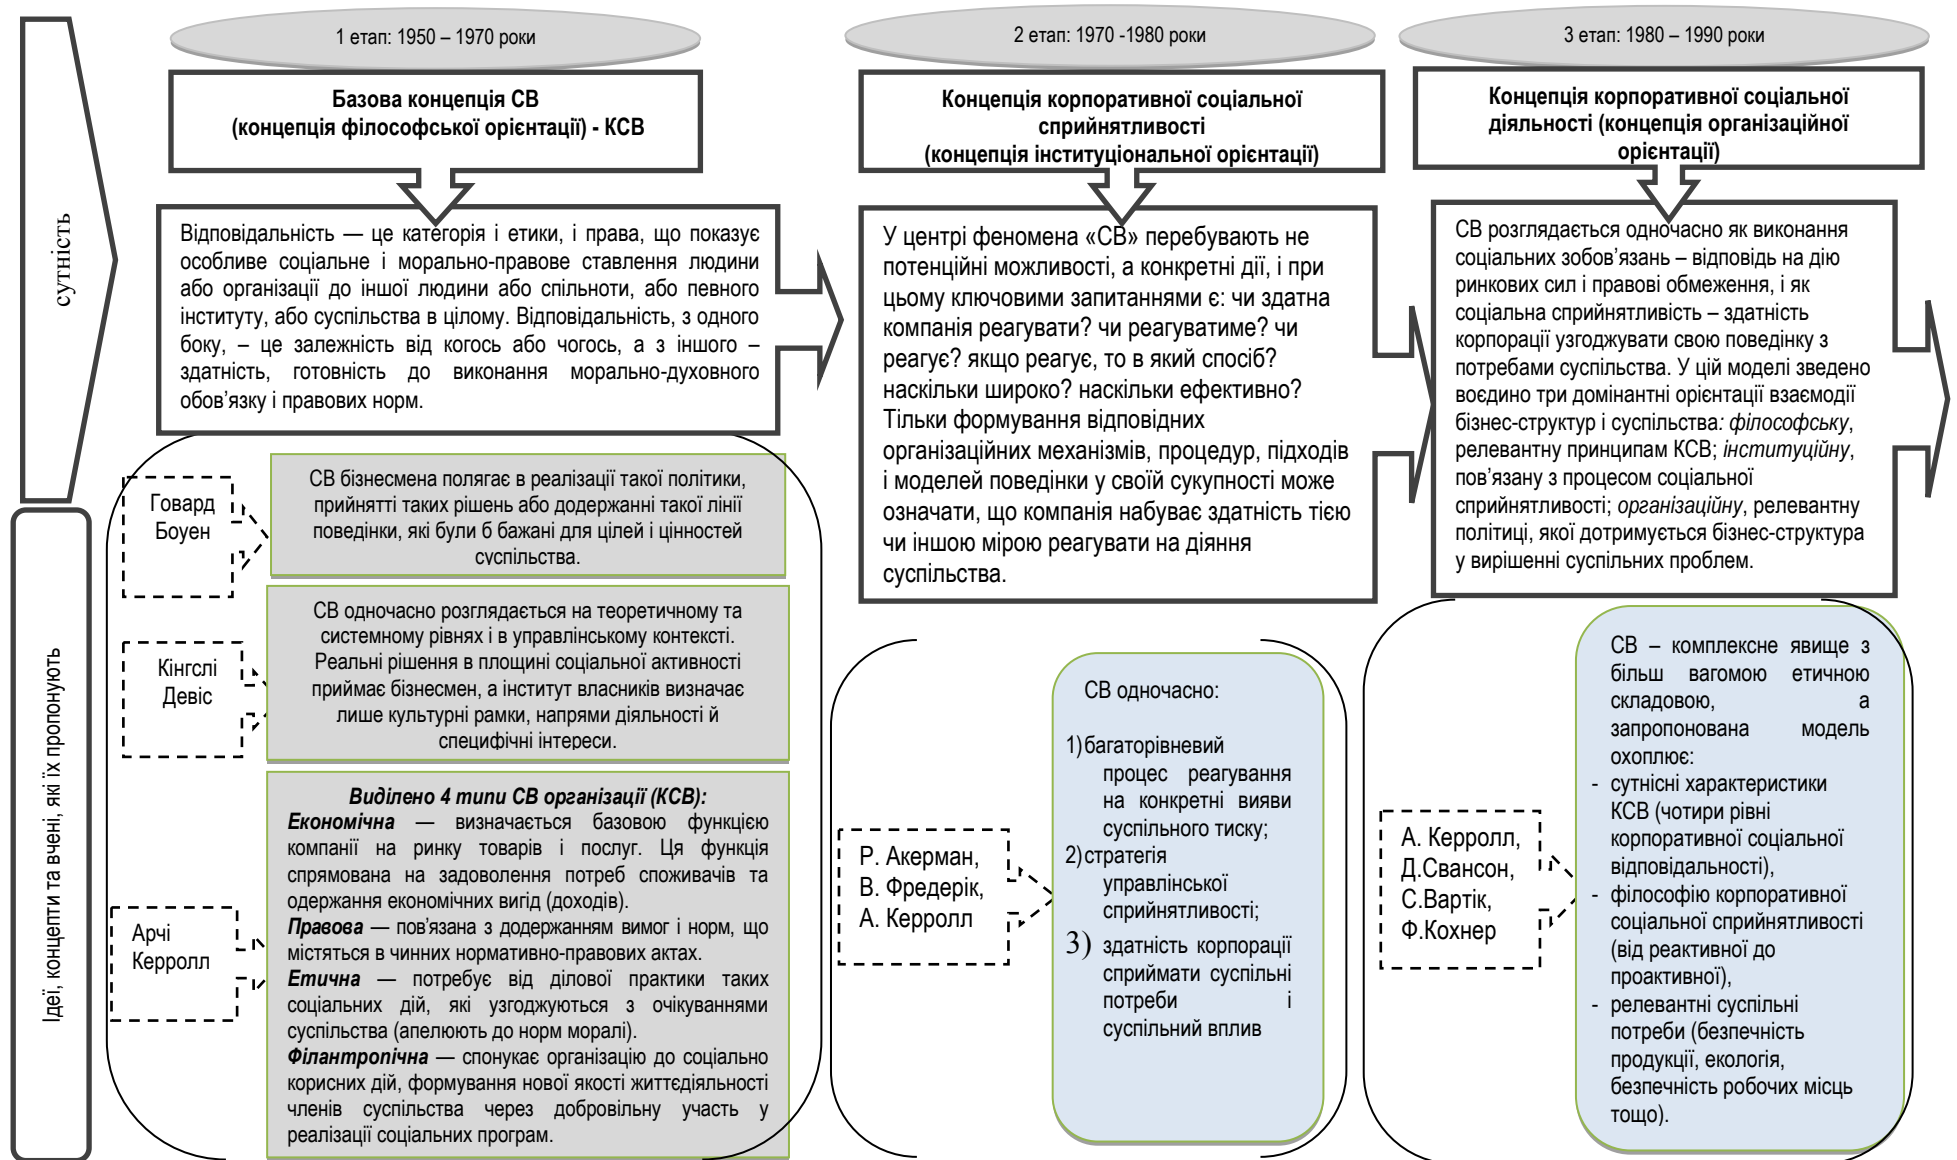 сутність
Ідеї, концепти та вчені, які їх пропонують
1 етап: 1950 – 1970 роки
Базова концепція СВ
(концепція філософської орієнтації) - КСВ
Відповідальність — це категорія і етики, і права, що показує
особливе соціальне і морально-правове ставлення людини
або організації до іншої людини або спільноти, або певного
інституту, або суспільства в цілому. Відповідальність, з одного
боку, – це залежність від когось або чогось, а з іншого –
здатність, готовність до виконання морально-духовного
обов’язку і правових норм.
Говард
Боуен
СВ бізнесмена полягає в реалізації такої політики,
прийнятті таких рішень або додержанні такої лінії
поведінки, які були б бажані для цілей і цінностей
суспільства.
Кінгслі
Девіс
СВ одночасно розглядається на теоретичному та
системному рівнях і в управлінському контексті.
Реальні рішення в площині соціальної активності
приймає бізнесмен, а інститут власників визначає
лише культурні рамки, напрями діяльності й
специфічні інтереси.
Арчі
Керролл
Виділено 4 типи СВ організації (КСВ):
Економічна — визначається базовою функцією
компанії на ринку товарів і послуг. Ця функція
спрямована на задоволення потреб споживачів та
одержання економічних вигід (доходів).
Правова — пов’язана з додержанням вимог і норм, що
містяться в чинних нормативно-правових актах.
Етична — потребує від ділової практики таких
соціальних дій, які узгоджуються з очікуваннями
суспільства (апелюють до норм моралі).
Філантропічна — спонукає організацію до соціально
корисних дій, формування нової якості життєдіяльності
членів суспільства через добровільну участь у
реалізації соціальних програм.
2 етап: 1970 -1980 роки
Концепція корпоративної соціальної
сприйнятливості
(концепція інституціональної орієнтації)
У центрі феномена «СВ» перебувають не
потенційні можливості, а конкретні дії, і при
цьому ключовими запитаннями є: чи здатна
компанія реагувати? чи реагуватиме? чи
реагує? якщо реагує, то в який спосіб?
наскільки широко? наскільки ефективно?
Тільки формування відповідних
організаційних механізмів, процедур, підходів
і моделей поведінки у своїй сукупності може
означати, що компанія набуває здатність тією
чи іншою мірою реагувати на діяння
суспільства.
Р. Акерман,
В. Фредерік,
А. Керролл
СВ одночасно:
1)багаторівневий
процес реагування
на конкретні вияви
суспільного тиску;
2)стратегія
управлінської
сприйнятливості;
3) здатність корпорації
сприймати суспільні
потреби і
суспільний вплив
3 етап: 1980 – 1990 роки
Концепція корпоративної соціальної
діяльності (концепція організаційної
орієнтації)
СВ розглядається одночасно як виконання
соціальних зобов’язань – відповідь на дію
ринкових сил і правові обмеження, і як
соціальна сприйнятливість – здатність
корпорації узгоджувати свою поведінку з
потребами суспільства. У цій моделі зведено
воєдино три домінантні орієнтації взаємодії
бізнес-структур і суспільства: філософську,
релевантну принципам КСВ; інституційну,
пов’язану з процесом соціальної
сприйнятливості; організаційну, релевантну
політиці, якої дотримується бізнес-структура
у вирішенні суспільних проблем.
А. Керролл,
Д.Свансон,
С.Вартік,
Ф.Кохнер
СВ – комплексне явище з
більш вагомою етичною
складовою, а
запропонована модель
охоплює:
- сутнісні характеристики
КСВ (чотири рівні
корпоративної соціальної
відповідальності),
- філософію корпоративної
соціальної сприйнятливості
(від реактивної до
проактивної),
- релевантні суспільні
потреби (безпечність
продукції, екологія,
безпечність робочих місць
тощо).